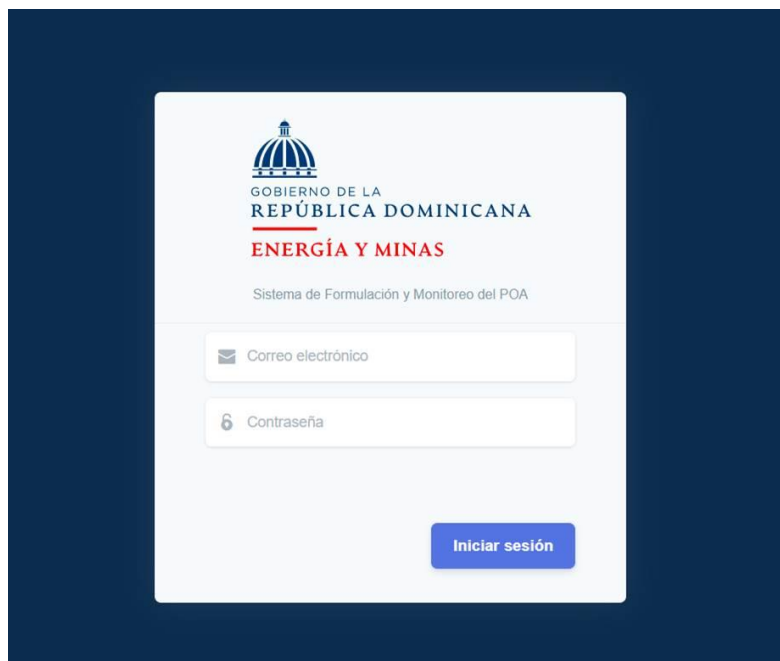 GOBIERNO DE LA
REPÚBLICA DOMINICANA
ENERGÍA Y MINAS
Sistema de Formulación y Monitoreo del POA
Correo electrónico
Contraseña
Iniciar sesión